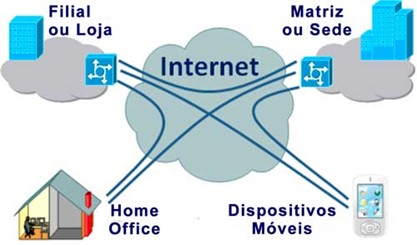 Filial
ou Loja
Matriz
ou Sede
Internet
Home
Office
Dispositivos
Móveis